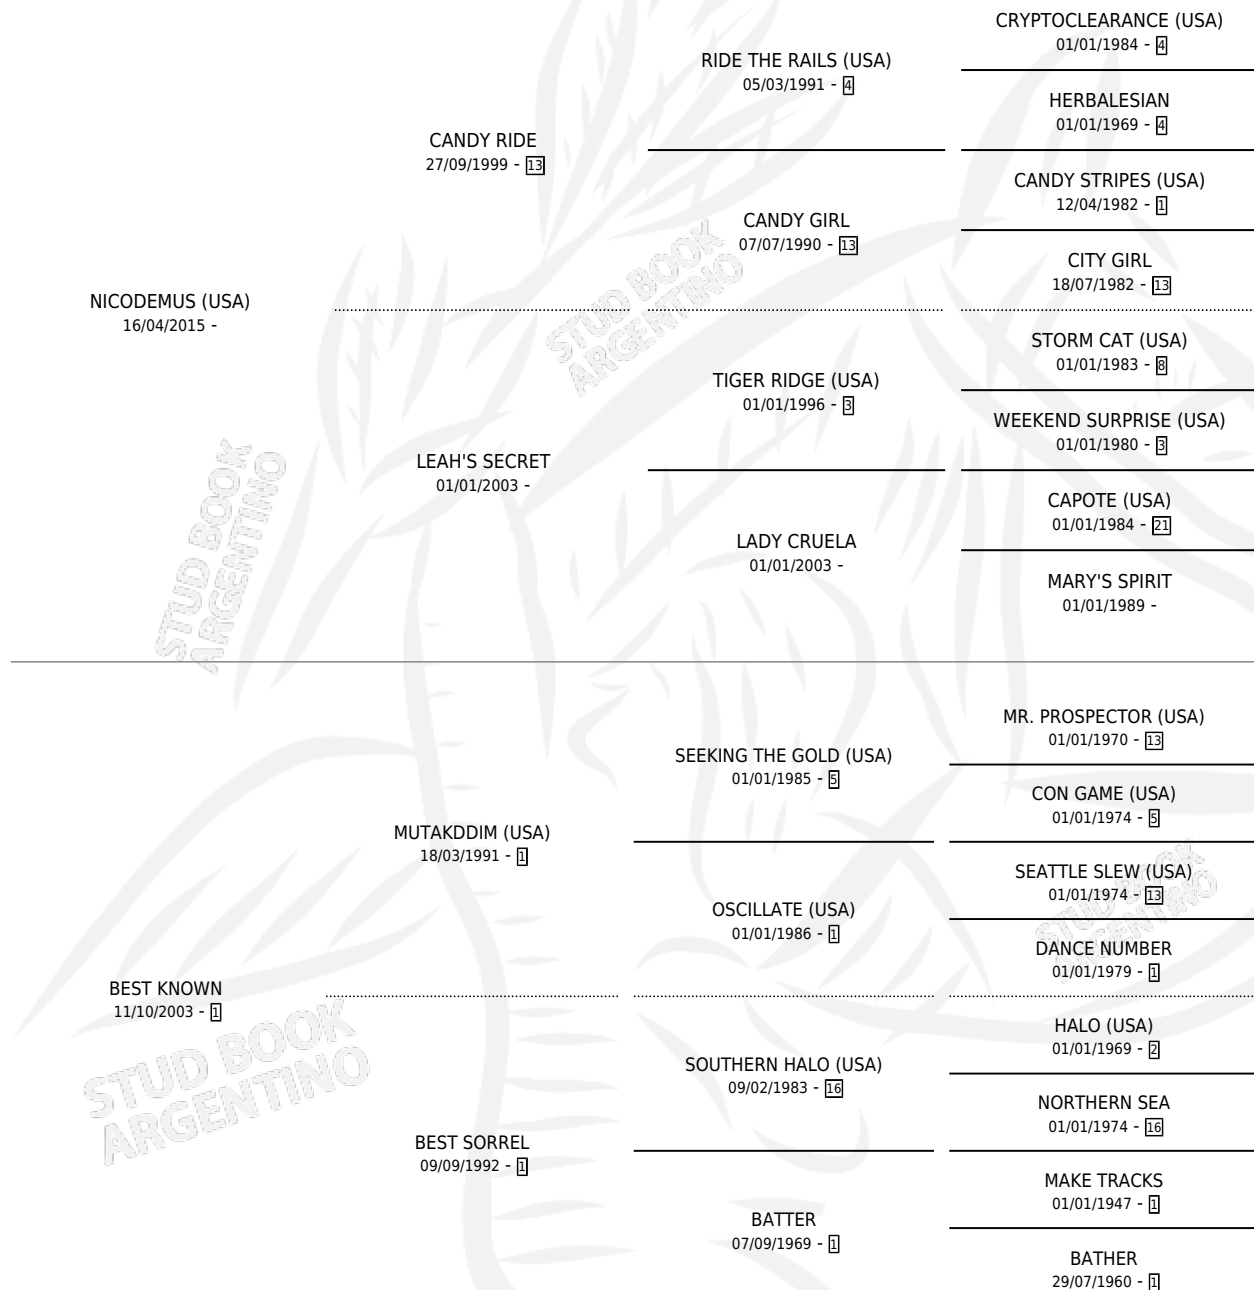 CRYPTOCLEARANCE (USA)
01/01/1984 - 4
RIDE THE RAILS (USA)
05/03/1991 - 4
HERBALESIAN
01/01/1969 - 4
CANDY RIDE
27/09/1999 - 13
CANDY STRIPES (USA)
12/04/1982 - 1
CANDY GIRL
07/07/1990 - 13
CITY GIRL
18/07/1982 - 13
NICODEMUS (USA)
16/04/2015 -
STORM CAT (USA)
01/01/1983 - 8
TIGER RIDGE (USA)
01/01/1996 - 3
WEEKEND SURPRISE (USA)
01/01/1980 - 3
LEAH'S SECRET
01/01/2003 -
CAPOTE (USA)
01/01/1984 - 21
LADY CRUELA
01/01/2003 -
MARY'S SPIRIT
01/01/1989 -
MR. PROSPECTOR (USA)
01/01/1970 - 13
SEEKING THE GOLD (USA)
01/01/1985 - 5
CON GAME (USA)
01/01/1974 - 5
MUTAKDDIM (USA)
18/03/1991 - 1
SEATTLE SLEW (USA)
01/01/1974 - 13
OSCILLATE (USA)
01/01/1986 - 1
DANCE NUMBER
01/01/1979 - 1
BEST KNOWN
11/10/2003 - 1
HALO (USA)
01/01/1969 - 2
SOUTHERN HALO (USA)
09/02/1983 - 16
NORTHERN SEA
01/01/1974 - 16
BEST SORREL
09/09/1992 - 1
MAKE TRACKS
01/01/1947 - 1
BATTER
07/09/1969 - 1
BATHER
29/07/1960 - 1
STUD BOOK
ARGENTINO
STUD BOOK
ARGENTINO
STUD BOOK
ARGENTINO
STUD BOOK
ARGENTINO